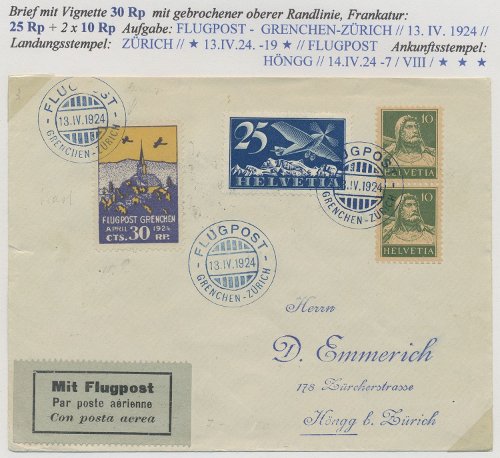 Brief mit Vignette 30 Rp mit gebrochener oberer Randlinie, Frankatur:
25 Rp + 2 x 10 Rp Aufgabe: FLUGPOST - GRENCHEN-ZÜRICH // 13. IV. 1924 //
Landungsstempel: ZÜRICH // ★ 13.IV.24. -19 ★ // FLUGPOST Ankunftsstempel:
HÖNGG // 14.IV.24 -7 / VIII / ★ ★ ★
- FLUGPOST -
13.IV.1924
GRENCHEN-ZÜRICH
FLUGPOST GRENCHEN
APRIL 1924
CTS. 30 RP.
25
HELVETIA
10
HELVETIA
10
HELVETIA
FLUGPOST -
13.IV.1924
GRENCHEN-ZÜRICH
- FLUGPOST -
13.IV.1924
GRENCHEN-ZÜRICH
Herrn
D. Emmerich
178 Zürcherstrasse
Höngg b. Zürich
Mit Flugpost
Par poste aérienne
Con posta aerea